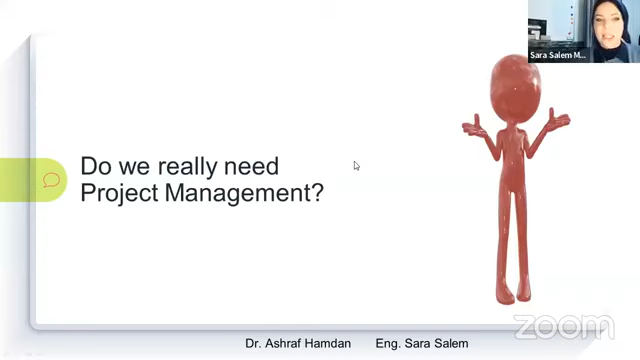 Sara Salem M...
Do we really need
Project Management?
zoom
Dr. Ashraf Hamdan Eng. Sara Salem